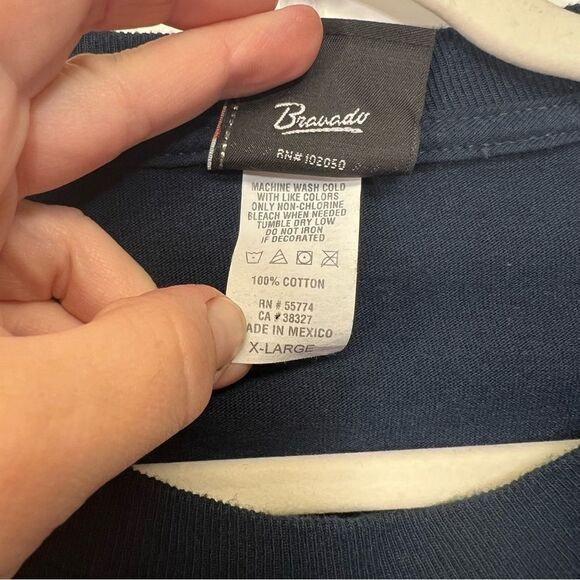 Bravado
RN# 102050
MACHINE WASH COLD
WITH LIKE COLORS
ONLY NON-CHLORINE
BLEACH WHEN NEEDED
TUMBLE DRY LOW
DO NOT IRON
IF DECORATED
100% COTTON
RN # 55774
CA # 38327
MADE IN MEXICO
X-LARGE